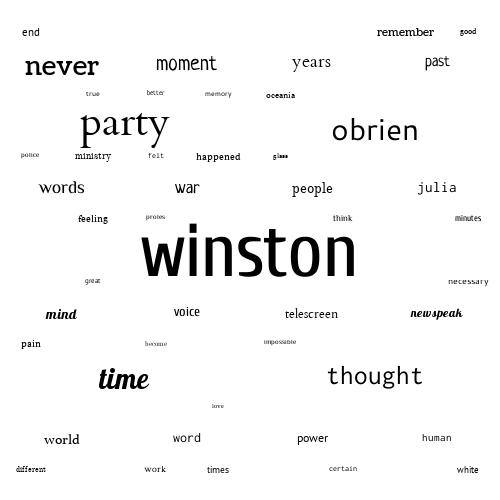 end remember good
never moment years past
true better memory oceania
party obrien
police ministry felt happened glass
words war people julia
feeling proles think minutes
winston
great necessary
mind voice telescreen newspeak
pain become impossible
time thought
love
world word power human
different work times certain white